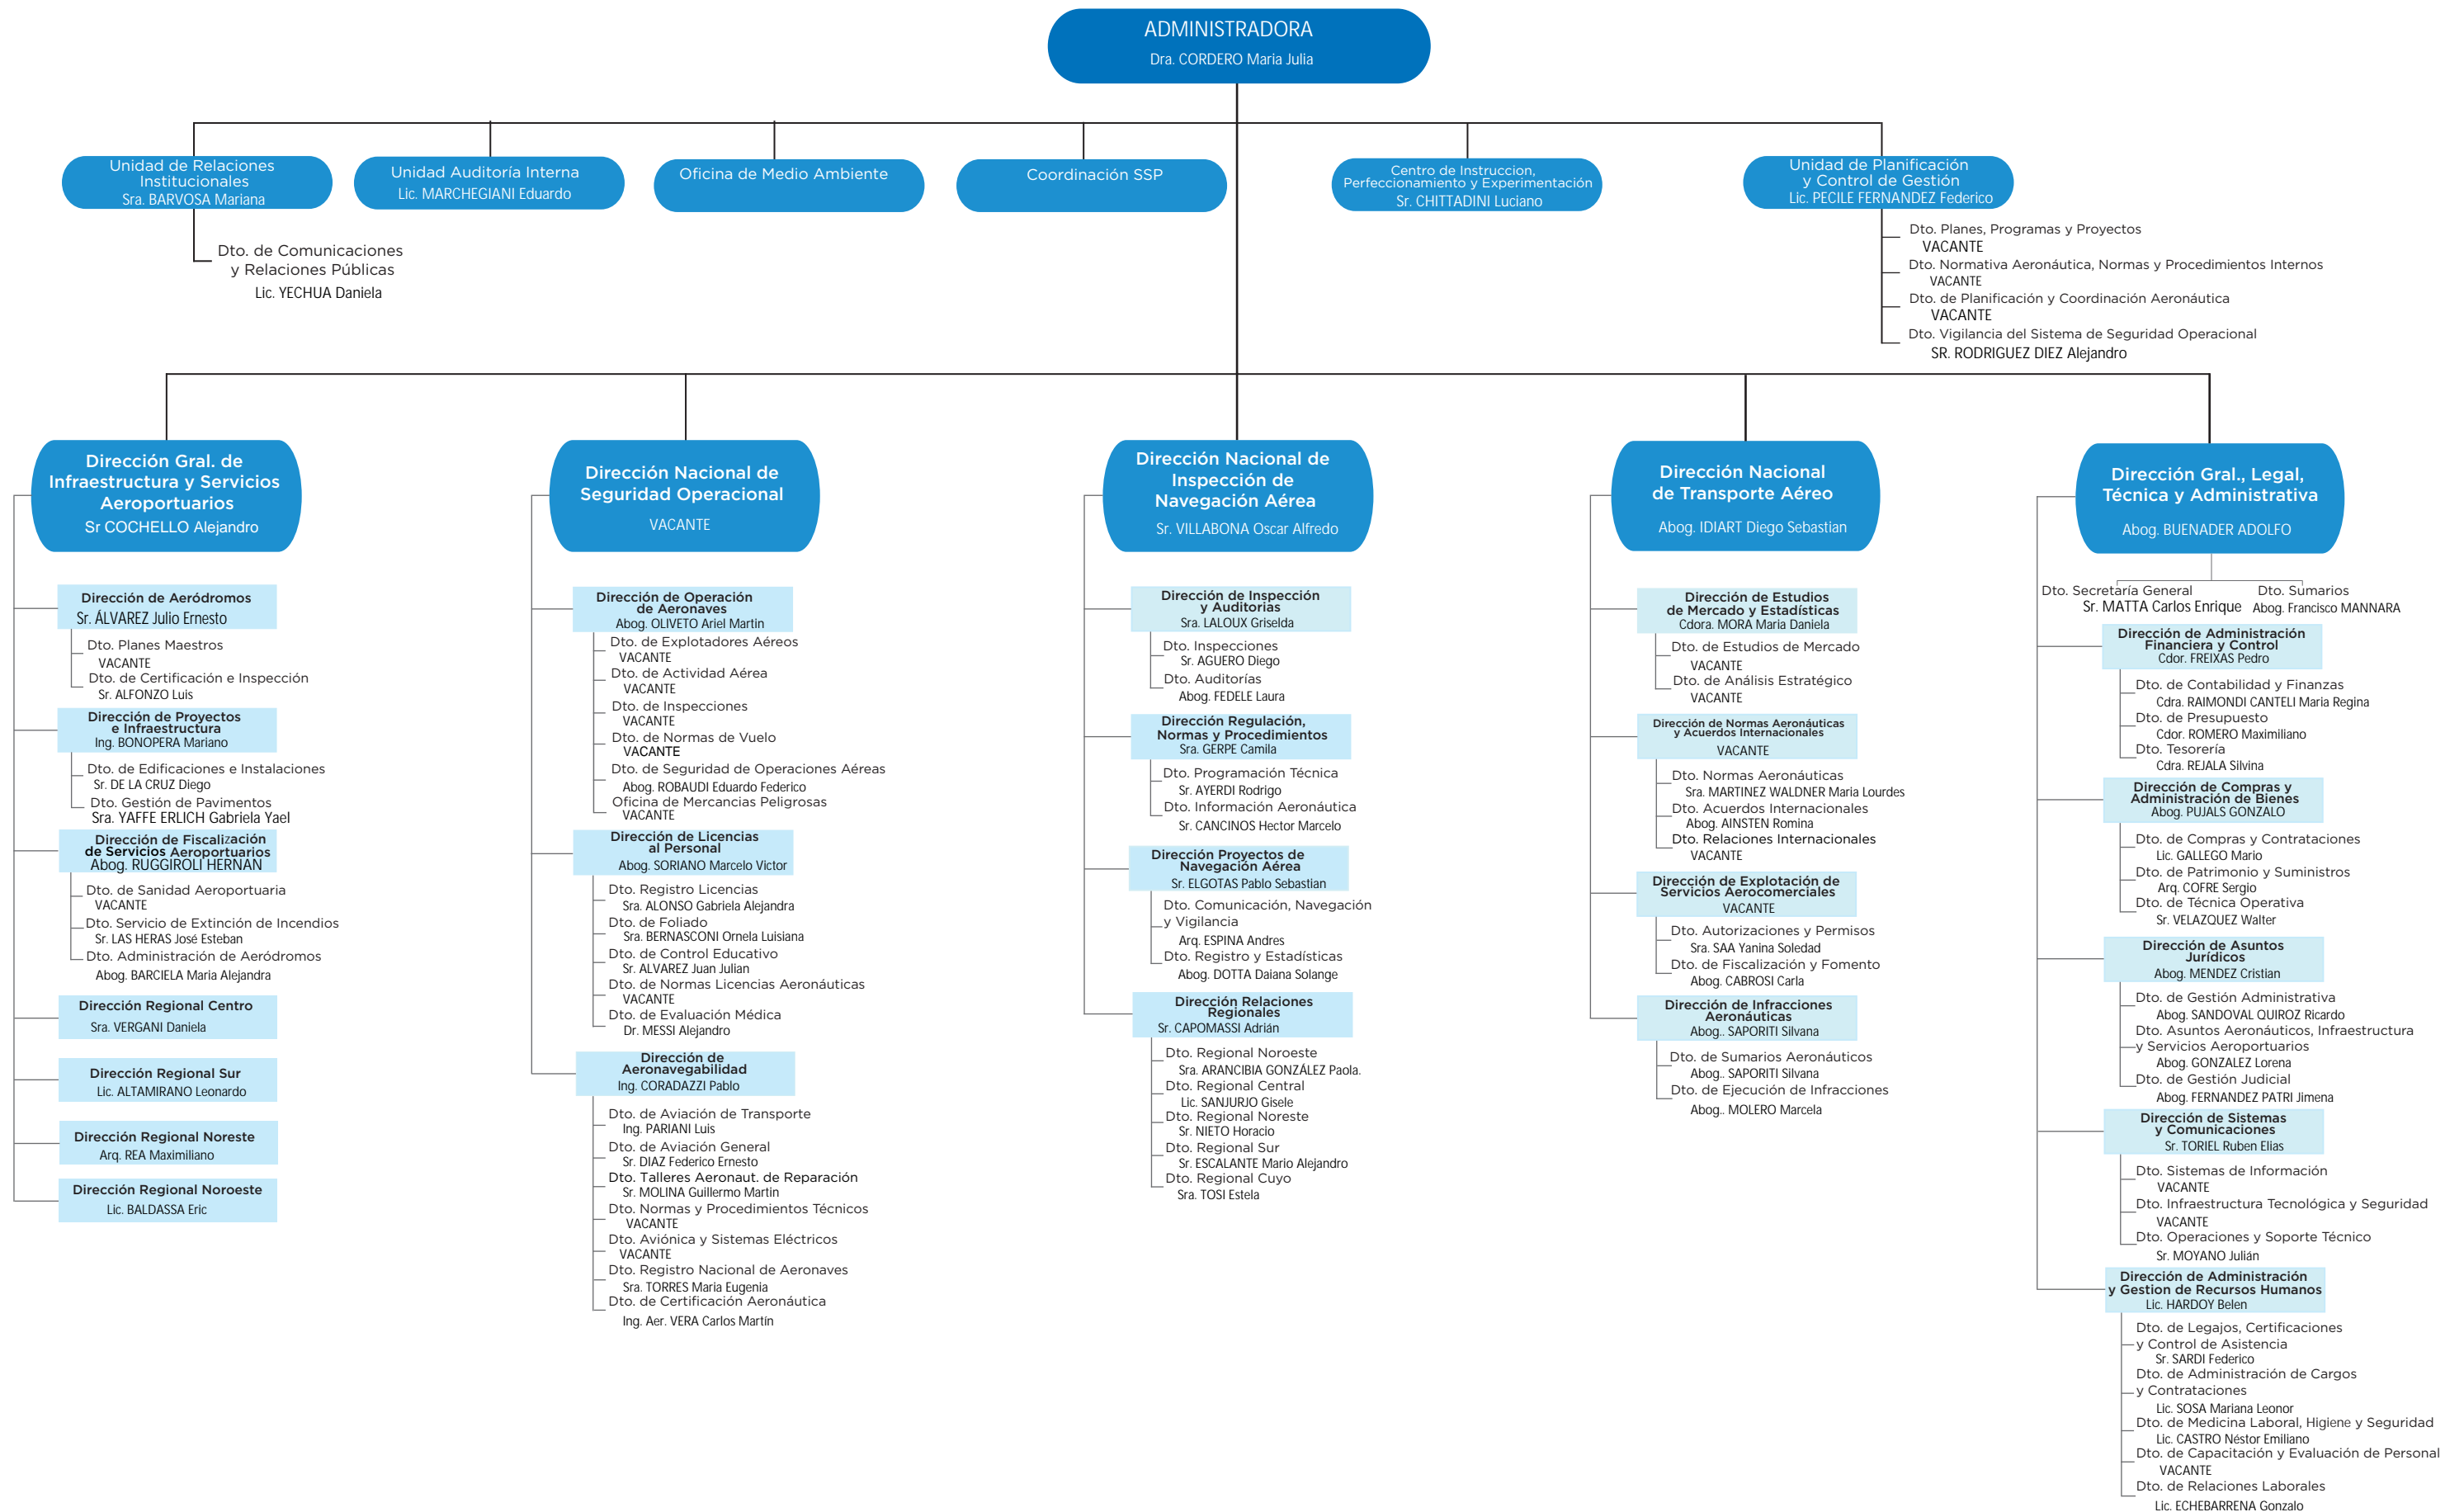 ADMINISTRADORA
Dra. CORDERO Maria Julia
Unidad de Relaciones
Institucionales
Sra. BARVOSA Mariana
Unidad Auditoría Interna
Lic. MARCHEGIANI Eduardo
Oficina de Medio Ambiente
Coordinación SSP
Centro de Instruccion,
Perfeccionamiento y Experimentación
Sr. CHITTADINI Luciano
Unidad de Planificación
y Control de Gestión
Lic. PECILE FERNANDEZ Federico
Dto. de Comunicaciones
y Relaciones Públicas
Lic. YECHUA Daniela
Dto. Planes, Programas y Proyectos
VACANTE
Dto. Normativa Aeronáutica, Normas y Procedimientos Internos
VACANTE
Dto. de Planificación y Coordinación Aeronáutica
VACANTE
Dto. Vigilancia del Sistema de Seguridad Operacional
SR. RODRIGUEZ DIEZ Alejandro
Dirección Gral. de
Infraestructura y Servicios
Aeroportuarios
Sr COCHELLO Alejandro
Dirección de Aeródromos
Sr. ÁLVAREZ Julio Ernesto
Dto. Planes Maestros
VACANTE
Dto. de Certificación e Inspección
Sr. ALFONZO Luis
Dirección de Proyectos
e Infraestructura
Ing. BONOPERA Mariano
Dto. de Edificaciones e Instalaciones
Sr. DE LA CRUZ Diego
Dto. Gestión de Pavimentos
Sra. YAFFE ERLICH Gabriela Yael
Dirección de Fiscalización
de Servicios Aeroportuarios
Abog. RUGGIROLI HERNAN
Dto. de Sanidad Aeroportuaria
VACANTE
Dto. Servicio de Extinción de Incendios
Sr. LAS HERAS José Esteban
Dto. Administración de Aeródromos
Abog. BARCIELA María Alejandra
Dirección Regional Centro
Sra. VERGANI Daniela
Dirección Regional Sur
Lic. ALTAMIRANO Leonardo
Dirección Regional Noreste
Arq. REA Maximiliano
Dirección Regional Noroeste
Lic. BALDASSA Eric
Dirección Nacional de
Seguridad Operacional
VACANTE
Dirección de Operación
de Aeronaves
Abog. OLIVETO Ariel Martin
Dto. de Explotadores Aéreos
VACANTE
Dto. de Actividad Aérea
VACANTE
Dto. de Inspecciones
VACANTE
Dto. de Normas de Vuelo
VACANTE
Dto. de Seguridad de Operaciones Aéreas
Abog. ROBAUDI Eduardo Federico
Oficina de Mercancias Peligrosas
VACANTE
Dirección de Licencias
al Personal
Abog. SORIANO Marcelo Victor
Dto. Registro Licencias
Sra. ALONSO Gabriela Alejandra
Dto. de Foliado
Sra. BERNASCONI Ornela Luisiana
Dto. de Control Educativo
Sr. ALVAREZ Juan Julian
Dto. de Normas Licencias Aeronáuticas
VACANTE
Dto. de Evaluación Médica
Dr. MESSI Alejandro
Dirección de
Aeronavegabilidad
Ing. CORADAZZI Pablo
Dto. de Aviación de Transporte
Ing. PARIANI Luis
Dto. de Aviación General
Sr. DIAZ Federico Ernesto
Dto. Talleres Aeronaut. de Reparación
Sr. MOLINA Guillermo Martin
Dto. Normas y Procedimientos Técnicos
VACANTE
Dto. Aviónica y Sistemas Eléctricos
VACANTE
Dto. Registro Nacional de Aeronaves
Sra. TORRES Maria Eugenia
Dto. de Certificación Aeronáutica
Ing. Aer. VERA Carlos Martín
Dirección Nacional de
Inspección de
Navegación Aérea
Sr. VILLABONA Oscar Alfredo
Dirección de Inspección
y Auditorias
Sra. LALOUX Griselda
Dto. Inspecciones
Sr. AGUERO Diego
Dto. Auditorías
Abog. FEDELE Laura
Dirección Regulación,
Normas y Procedimientos
Sra. GERPE Camila
Dto. Programación Técnica
Sr. AYERDI Rodrigo
Dto. Información Aeronáutica
Sr. CANCINOS Hector Marcelo
Dirección Proyectos de
Navegación Aérea
Sr. ELGOTAS Pablo Sebastian
Dto. Comunicación, Navegación
y Vigilancia
Arq. ESPINA Andres
Dto. Registro y Estadísticas
Abog. DOTTA Daiana Solange
Dirección Relaciones
Regionales
Sr. CAPOMASSI Adrián
Dto. Regional Noroeste
Sra. ARANCIBIA GONZÁLEZ Paola.
Dto. Regional Central
Lic. SANJURJO Gisele
Dto. Regional Noreste
Sr. NIETO Horacio
Dto. Regional Sur
Sr. ESCALANTE Mario Alejandro
Dto. Regional Cuyo
Sra. TOSI Estela
Dirección Nacional
de Transporte Aéreo
Abog. IDIART Diego Sebastian
Dirección de Estudios
de Mercado y Estadísticas
Cdora. MORA Maria Daniela
Dto. de Estudios de Mercado
VACANTE
Dto. de Análisis Estratégico
VACANTE
Dirección de Normas Aeronáuticas
y Acuerdos Internacionales
VACANTE
Dto. Normas Aeronáuticas
Sra. MARTINEZ WALDNER Maria Lourdes
Dto. Acuerdos Internacionales
Abog. AINSTEN Romina
Dto. Relaciones Internacionales
VACANTE
Dirección de Explotación de
Servicios Aerocomerciales
VACANTE
Dto. Autorizaciones y Permisos
Sra. SAA Yanina Soledad
Dto. de Fiscalización y Fomento
Abog. CABROSI Carla
Dirección de Infracciones
Aeronáuticas
Abog.. SAPORITI Silvana
Dto. de Sumarios Aeronáuticos
Abog.. SAPORITI Silvana
Dto. de Ejecución de Infracciones
Abog.. MOLERO Marcela
Dirección Gral., Legal,
Técnica y Administrativa
Abog. BUENADER ADOLFO
Dto. Secretaría General
Sr. MATTA Carlos Enrique
Dto. Sumarios
Abog. Francisco MANNARA
Dirección de Administración
Financiera y Control
Cdor. FREIXAS Pedro
Dto. de Contabilidad y Finanzas
Cdra. RAIMONDI CANTELI Maria Regina
Dto. de Presupuesto
Cdor. ROMERO Maximiliano
Dto. Tesorería
Cdra. REJALA Silvina
Dirección de Compras y
Administración de Bienes
Abog. PUJALS GONZALO
Dto. de Compras y Contrataciones
Lic. GALLEGO Mario
Dto. de Patrimonio y Suministros
Arq. COFRE Sergio
Dto. de Técnica Operativa
Sr. VELAZQUEZ Walter
Dirección de Asuntos
Jurídicos
Abog. MENDEZ Cristian
Dto. de Gestión Administrativa
Abog. SANDOVAL QUIROZ Ricardo
Dto. Asuntos Aeronáuticos, Infraestructura
y Servicios Aeroportuarios
Abog. GONZALEZ Lorena
Dto. de Gestión Judicial
Abog. FERNANDEZ PATRI Jimena
Dirección de Sistemas
y Comunicaciones
Sr. TORIEL Ruben Elias
Dto. Sistemas de Información
VACANTE
Dto. Infraestructura Tecnológica y Seguridad
VACANTE
Dto. Operaciones y Soporte Técnico
Sr. MOYANO Julián
Dirección de Administración
y Gestion de Recursos Humanos
Lic. HARDOY Belen
Dto. de Legajos, Certificaciones
y Control de Asistencia
Sr. SARDI Federico
Dto. de Administración de Cargos
y Contrataciones
Lic. SOSA Mariana Leonor
Dto. de Medicina Laboral, Higiene y Seguridad
Lic. CASTRO Néstor Emiliano
Dto. de Capacitación y Evaluación de Personal
VACANTE
Dto. de Relaciones Laborales
Lic. ECHEBARRENA Gonzalo